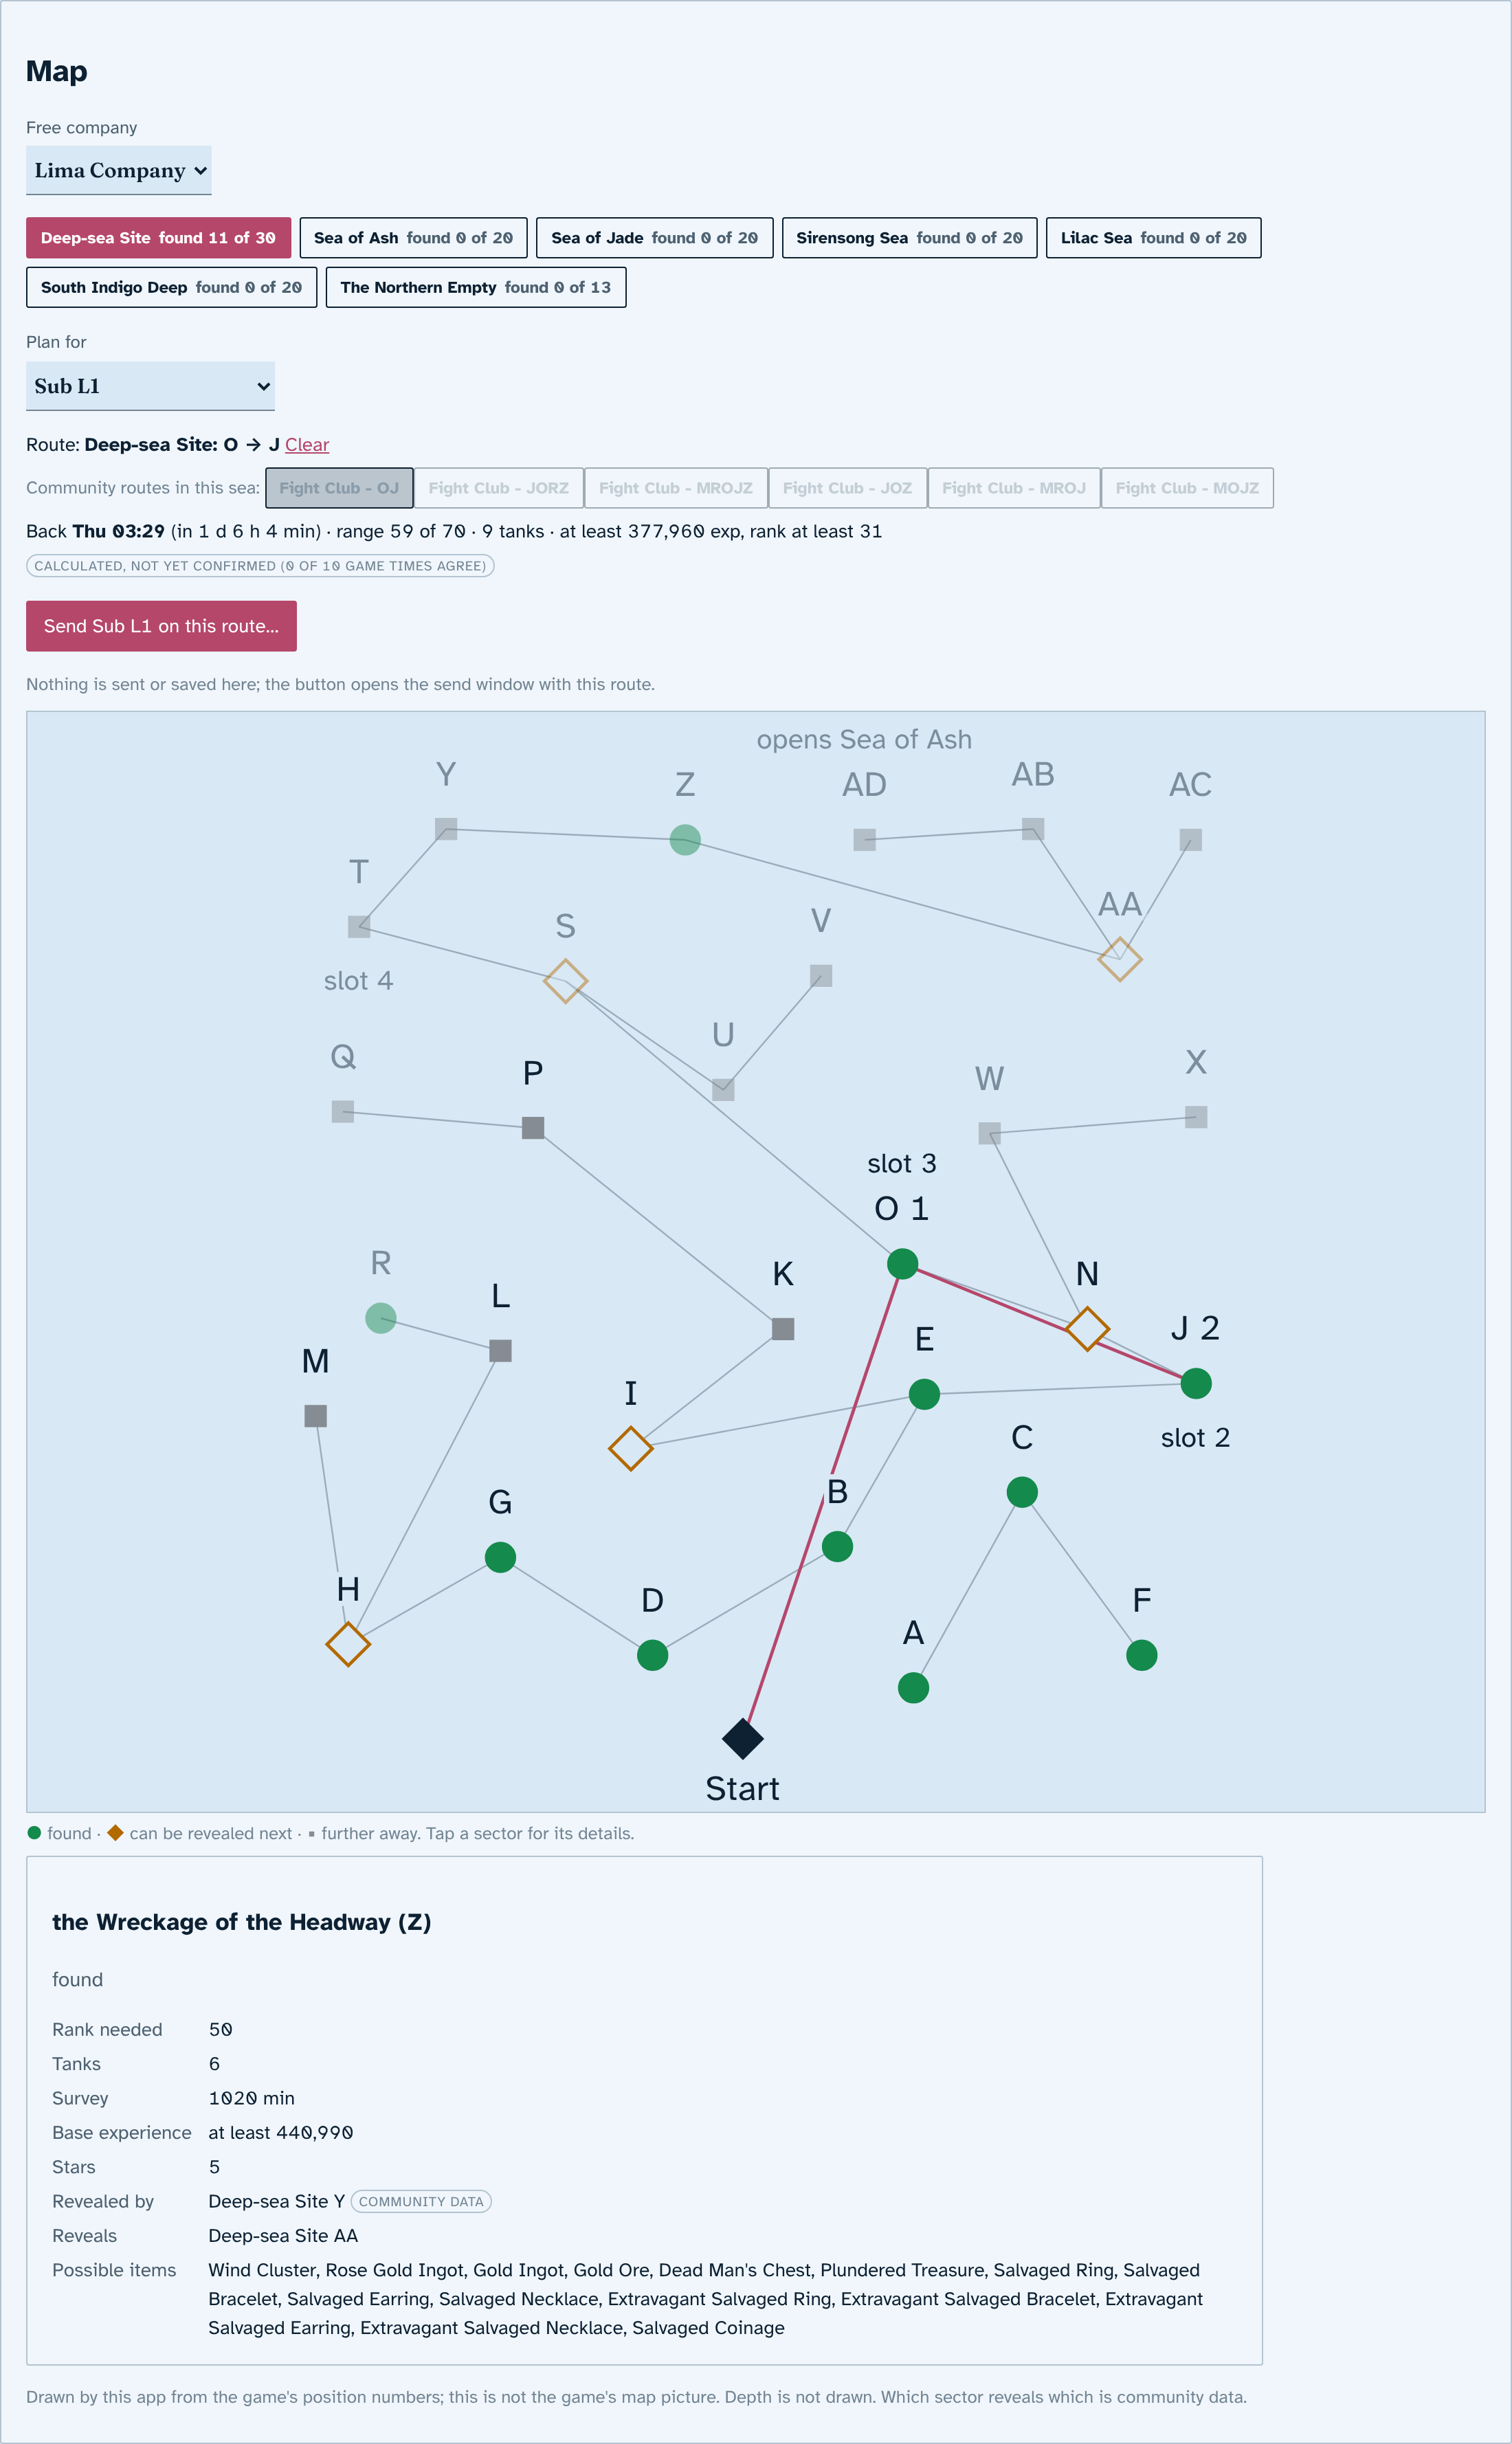 Map
Free company
Lima Company
Deep-sea Site found 11 of 30
Sea of Ash found 0 of 20
Sea of Jade found 0 of 20
Sirensong Sea found 0 of 20
Lilac Sea found 0 of 20
South Indigo Deep found 0 of 20
The Northern Empty found 0 of 13
Plan for
Sub L1
Route: Deep-sea Site: O → J Clear
Community routes in this sea: Fight Club - OJ Fight Club - JORZ Fight Club - MROJZ Fight Club - JOZ Fight Club - MROJ Fight Club - MOJZ
Back Thu 03:29 (in 1 d 6 h 4 min) · range 59 of 70 · 9 tanks · at least 377,960 exp, rank at least 31
CALCULATED, NOT YET CONFIRMED (0 OF 10 GAME TIMES AGREE)
Send Sub L1 on this route...
Nothing is sent or saved here; the button opens the send window with this route.
opens Sea of Ash
Y
Z
AD
AB
AC
T
S
V
AA
slot 4
U
Q
P
W
X
slot 3
O 1
R
L
K
N
M
E
J 2
I
C
slot 2
G
B
H
D
A
F
Start
found · can be revealed next · further away. Tap a sector for its details.
the Wreckage of the Headway (Z)
found
Rank needed 50
Tanks 6
Survey 1020 min
Base experience at least 440,990
Stars 5
Revealed by Deep-sea Site Y COMMUNITY DATA
Reveals Deep-sea Site AA
Possible items Wind Cluster, Rose Gold Ingot, Gold Ingot, Gold Ore, Dead Man's Chest, Plundered Treasure, Salvaged Ring, Salvaged
Bracelet, Salvaged Earring, Salvaged Necklace, Extravagant Salvaged Ring, Extravagant Salvaged Bracelet, Extravagant
Salvaged Earring, Extravagant Salvaged Necklace, Salvaged Coinage
Drawn by this app from the game's position numbers; this is not the game's map picture. Depth is not drawn. Which sector reveals which is community data.